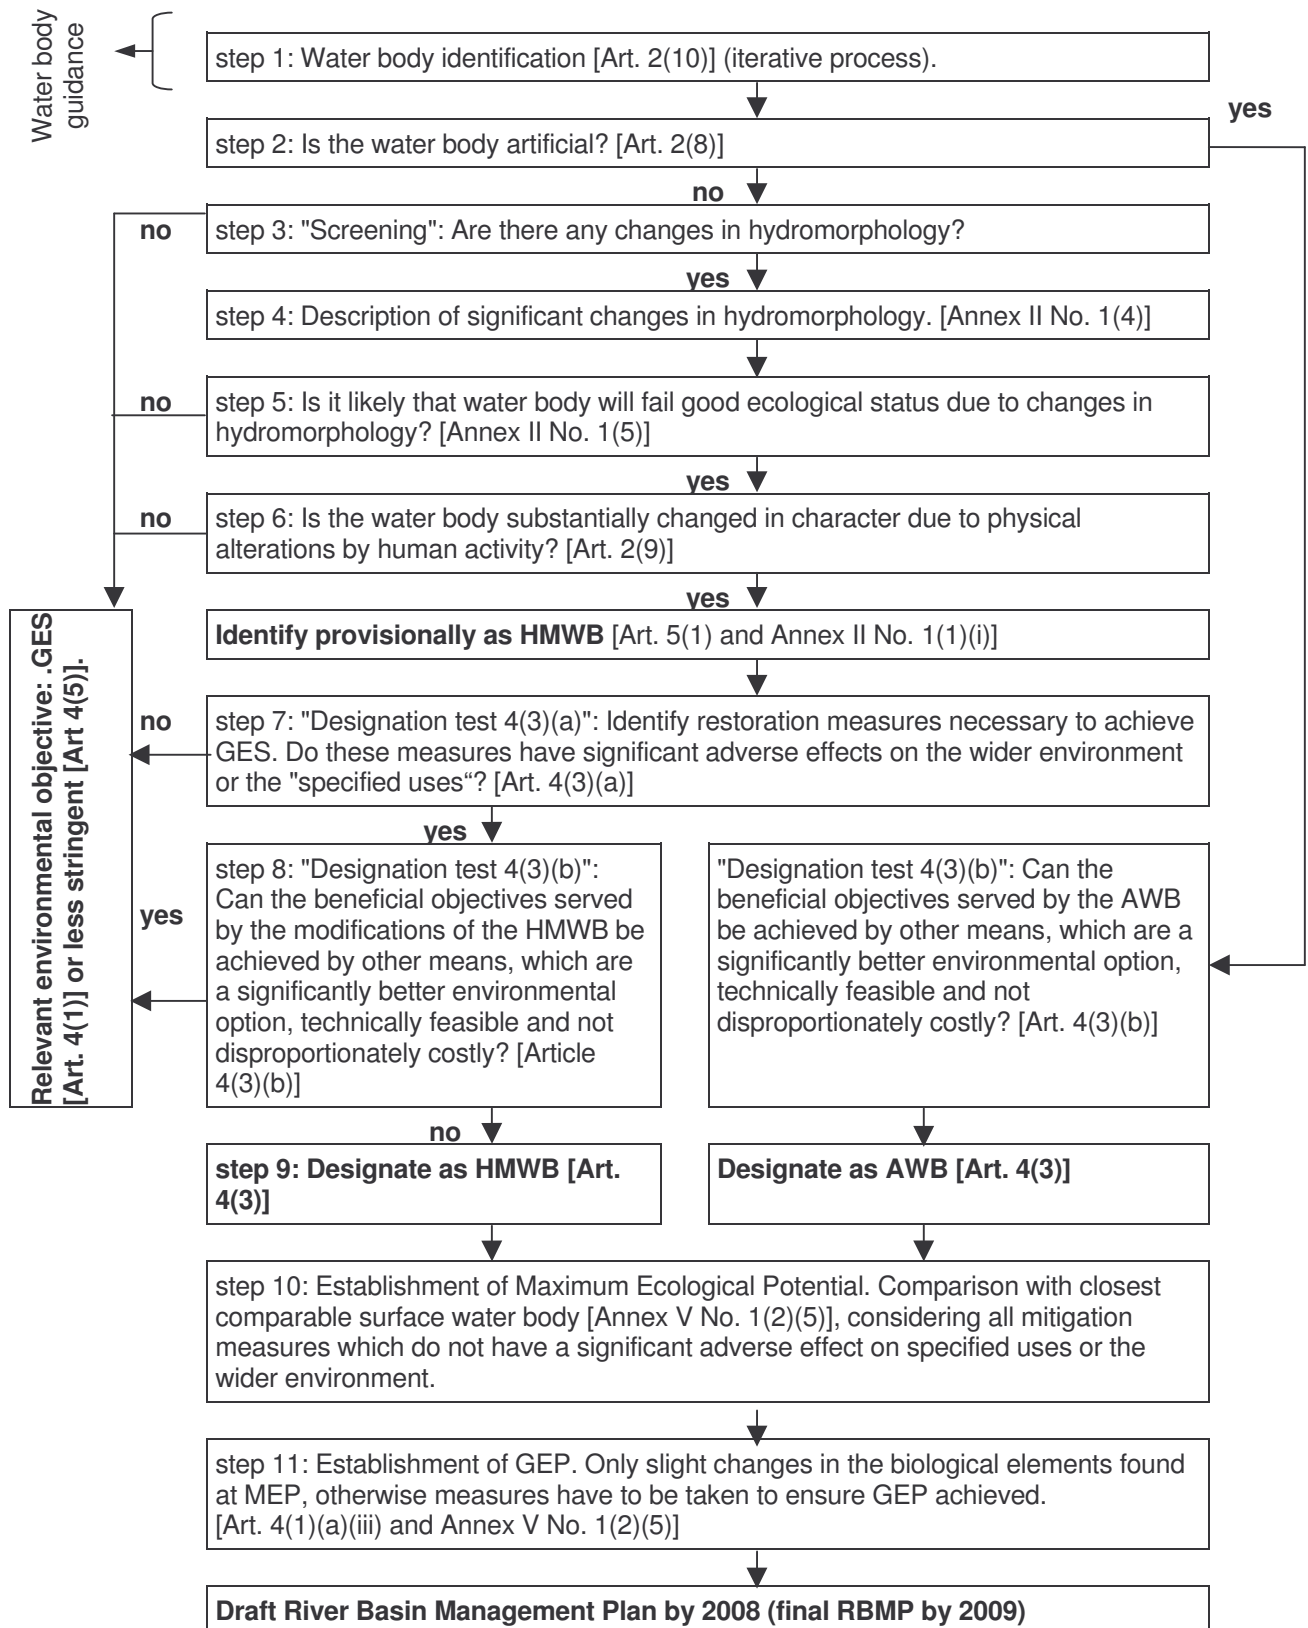 Water body
guidance
step 1: Water body identification [Art. 2(10)] (iterative process).
yes
step 2: Is the water body artificial? [Art. 2(8)]
no
no
step 3: "Screening": Are there any changes in hydromorphology?
yes
step 4: Description of significant changes in hydromorphology. [Annex II No. 1(4)]
no
step 5: Is it likely that water body will fail good ecological status due to changes in
hydromorphology? [Annex II No. 1(5)]
yes
no
step 6: Is the water body substantially changed in character due to physical
alterations by human activity? [Art. 2(9)]
yes
Identify provisionally as HMWB [Art. 5(1) and Annex II No. 1(1)(i)]
Relevant environmental objective: .GES
[Art. 4(1)] or less stringent [Art 4(5)].
no
step 7: "Designation test 4(3)(a)": Identify restoration measures necessary to achieve
GES. Do these measures have significant adverse effects on the wider environment
or the "specified uses“? [Art. 4(3)(a)]
yes
yes
step 8: "Designation test 4(3)(b)":
Can the beneficial objectives served
by the modifications of the HMWB be
achieved by other means, which are
a significantly better environmental
option, technically feasible and not
disproportionately costly? [Article
4(3)(b)]
"Designation test 4(3)(b)": Can the
beneficial objectives served by the AWB
be achieved by other means, which are a
significantly better environmental option,
technically feasible and not
disproportionately costly? [Art. 4(3)(b)]
no
step 9: Designate as HMWB [Art.
4(3)]
Designate as AWB [Art. 4(3)]
step 10: Establishment of Maximum Ecological Potential. Comparison with closest
comparable surface water body [Annex V No. 1(2)(5)], considering all mitigation
measures which do not have a significant adverse effect on specified uses or the
wider environment.
step 11: Establishment of GEP. Only slight changes in the biological elements found
at MEP, otherwise measures have to be taken to ensure GEP achieved.
[Art. 4(1)(a)(iii) and Annex V No. 1(2)(5)]
Draft River Basin Management Plan by 2008 (final RBMP by 2009)